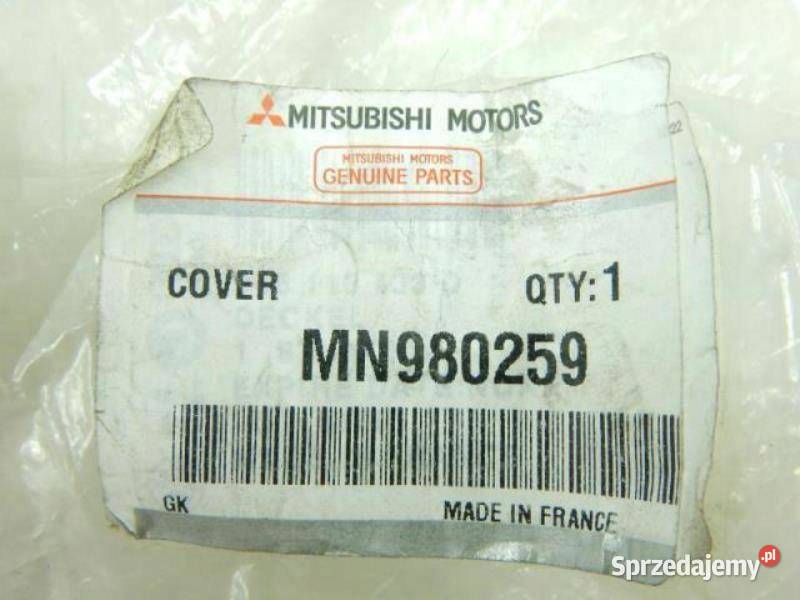 MITSUBISHI MOTORS
MITSUBISHI MOTORS
GENUINE PARTS
COVER QTY: 1
MN980259
GK MADE IN FRANCE
Sprzedajemy.pl